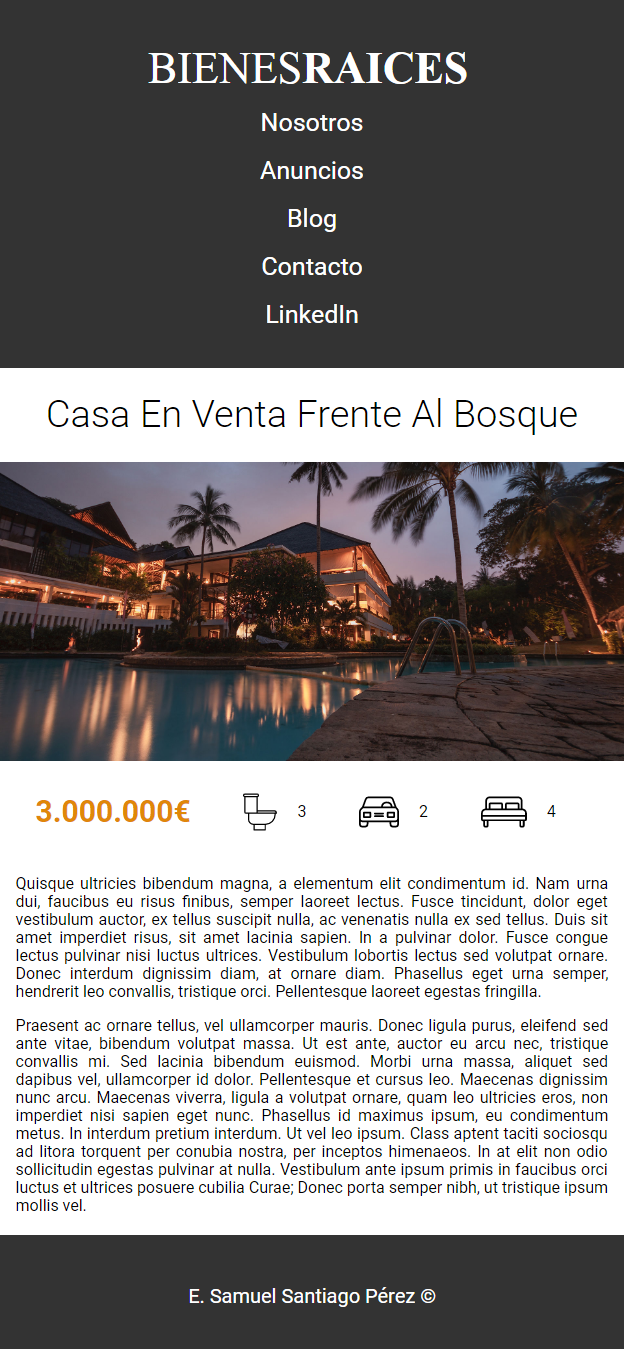 BIENESRAICES
Nosotros
Anuncios
Blog
Contacto
LinkedIn
Casa En Venta Frente Al Bosque
3.000.000€ 3 2 4
Quisque ultricies bibendum magna, a elementum elit condimentum id. Nam urna
dui, faucibus eu risus finibus, semper laoreet lectus. Fusce tincidunt, dolor eget
vestibulum auctor, ex tellus suscipit nulla, ac venenatis nulla ex sed tellus. Duis sit
amet imperdiet risus, sit amet lacinia sapien. In a pulvinar dolor. Fusce congue
lectus pulvinar nisi luctus ultrices. Vestibulum lobortis lectus sed volutpat ornare.
Donec interdum dignissim diam, at ornare diam. Phasellus eget urna semper,
hendrerit leo convallis, tristique orci. Pellentesque laoreet egestas fringilla.
Praesent ac ornare tellus, vel ullamcorper mauris. Donec ligula purus, eleifend sed
ante vitae, bibendum volutpat massa. Ut est ante, auctor eu arcu nec, tristique
convallis mi. Sed lacinia bibendum euismod. Morbi urna massa, aliquet sed
dapibus vel, ullamcorper id dolor. Pellentesque et cursus leo. Maecenas dignissim
nunc arcu. Maecenas viverra, ligula a volutpat ornare, quam leo ultricies eros, non
imperdiet nisi sapien eget nunc. Phasellus id maximus ipsum, eu condimentum
metus. In interdum pretium interdum. Ut vel leo ipsum. Class aptent taciti sociosqu
ad litora torquent per conubia nostra, per inceptos himenaeos. In at elit non odio
sollicitudin egestas pulvinar at nulla. Vestibulum ante ipsum primis in faucibus orci
luctus et ultrices posuere cubilia Curae; Donec porta semper nibh, ut tristique ipsum
mollis vel.
E. Samuel Santiago Pérez ©